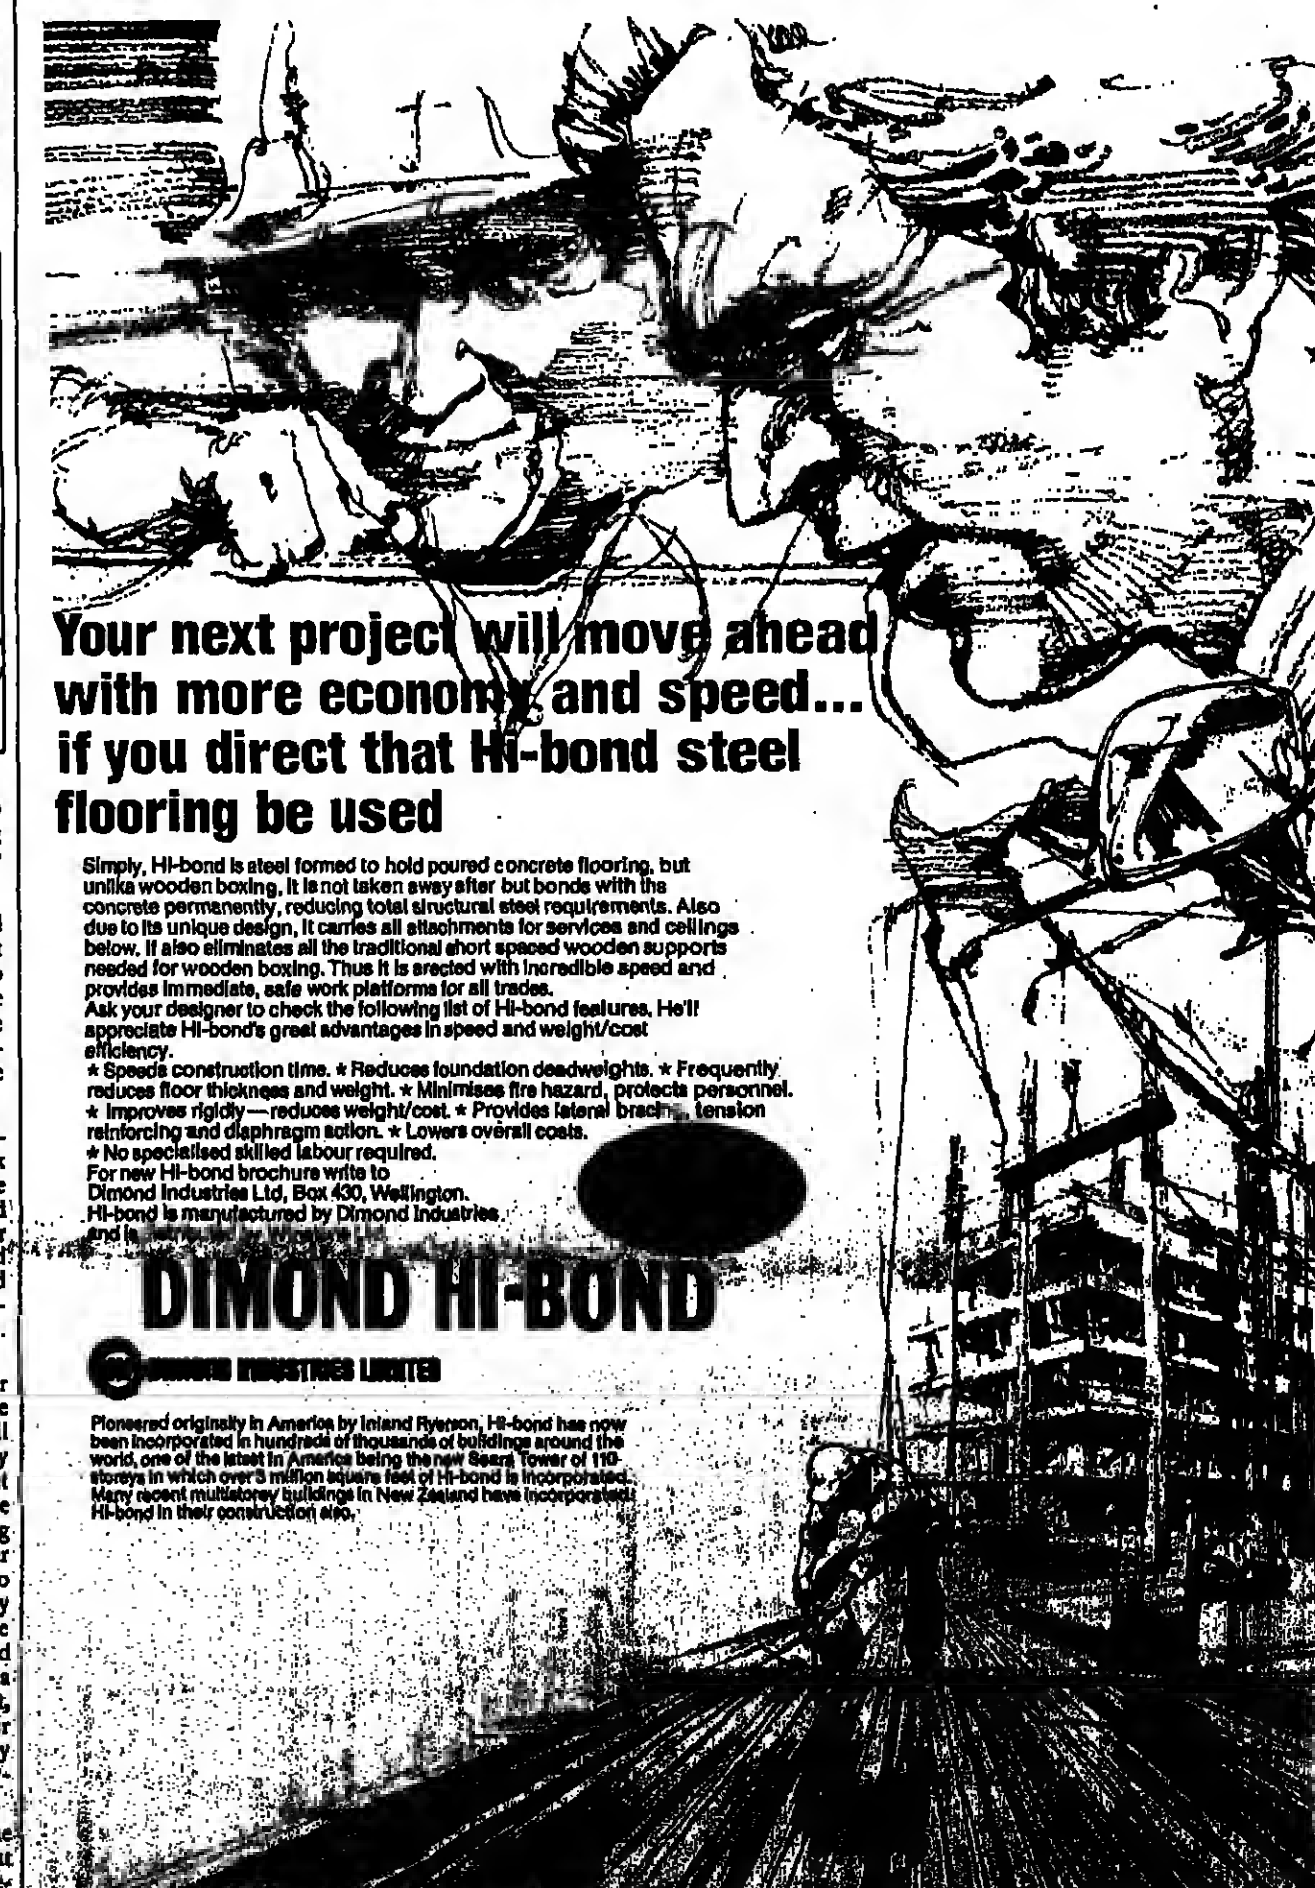 Your next project will move ahead
with more economy and speed...
if you direct that Hi-bond steel
flooring be used
Simply, Hi-bond is steel formed to hold poured concrete flooring, but
unlike wooden boxing, it is not taken away after but bonds with the
concrete permanently, reducing total structural steel requirements. Also
due to its unique design, it carries all attachments for services and ceilings
below. It also eliminates all the traditional short spaced wooden supports
needed for wooden boxing. Thus it is erected with incredible speed and
provides immediate, safe work platforms for all trades.
Ask your designer to check the following list of Hi-bond features. He'll
appreciate Hi-bond's great advantages in speed and weight/cost
efficiency.
★ Speeds construction time. ★ Reduces foundation deadweights. ★ Frequently
reduces floor thickness and weight. ★ Minimises fire hazard, protects personnel.
★ Improves rigidly—reduces weight/cost. ★ Provides lateral bracing, tension
reinforcing and diaphragm action. ★ Lowers overall costs.
★ No specialised skilled labour required.
For new Hi-bond brochure write to
Dimond Industries Ltd, Box 430, Wellington.
Hi-bond is manufactured by Dimond Industries
and is distributed by
DIMOND HI-BOND
DIMOND INDUSTRIES LIMITED
Pioneered originally in America by Inland Ryerson, Hi-bond has now
been incorporated in hundreds of thousands of buildings around the
world, one of the latest in America being the new Sears Tower of 110-
storeys in which over 3 million square feet of Hi-bond is incorporated.
Many recent multistorey buildings in New Zealand have incorporated
Hi-bond in their construction also.